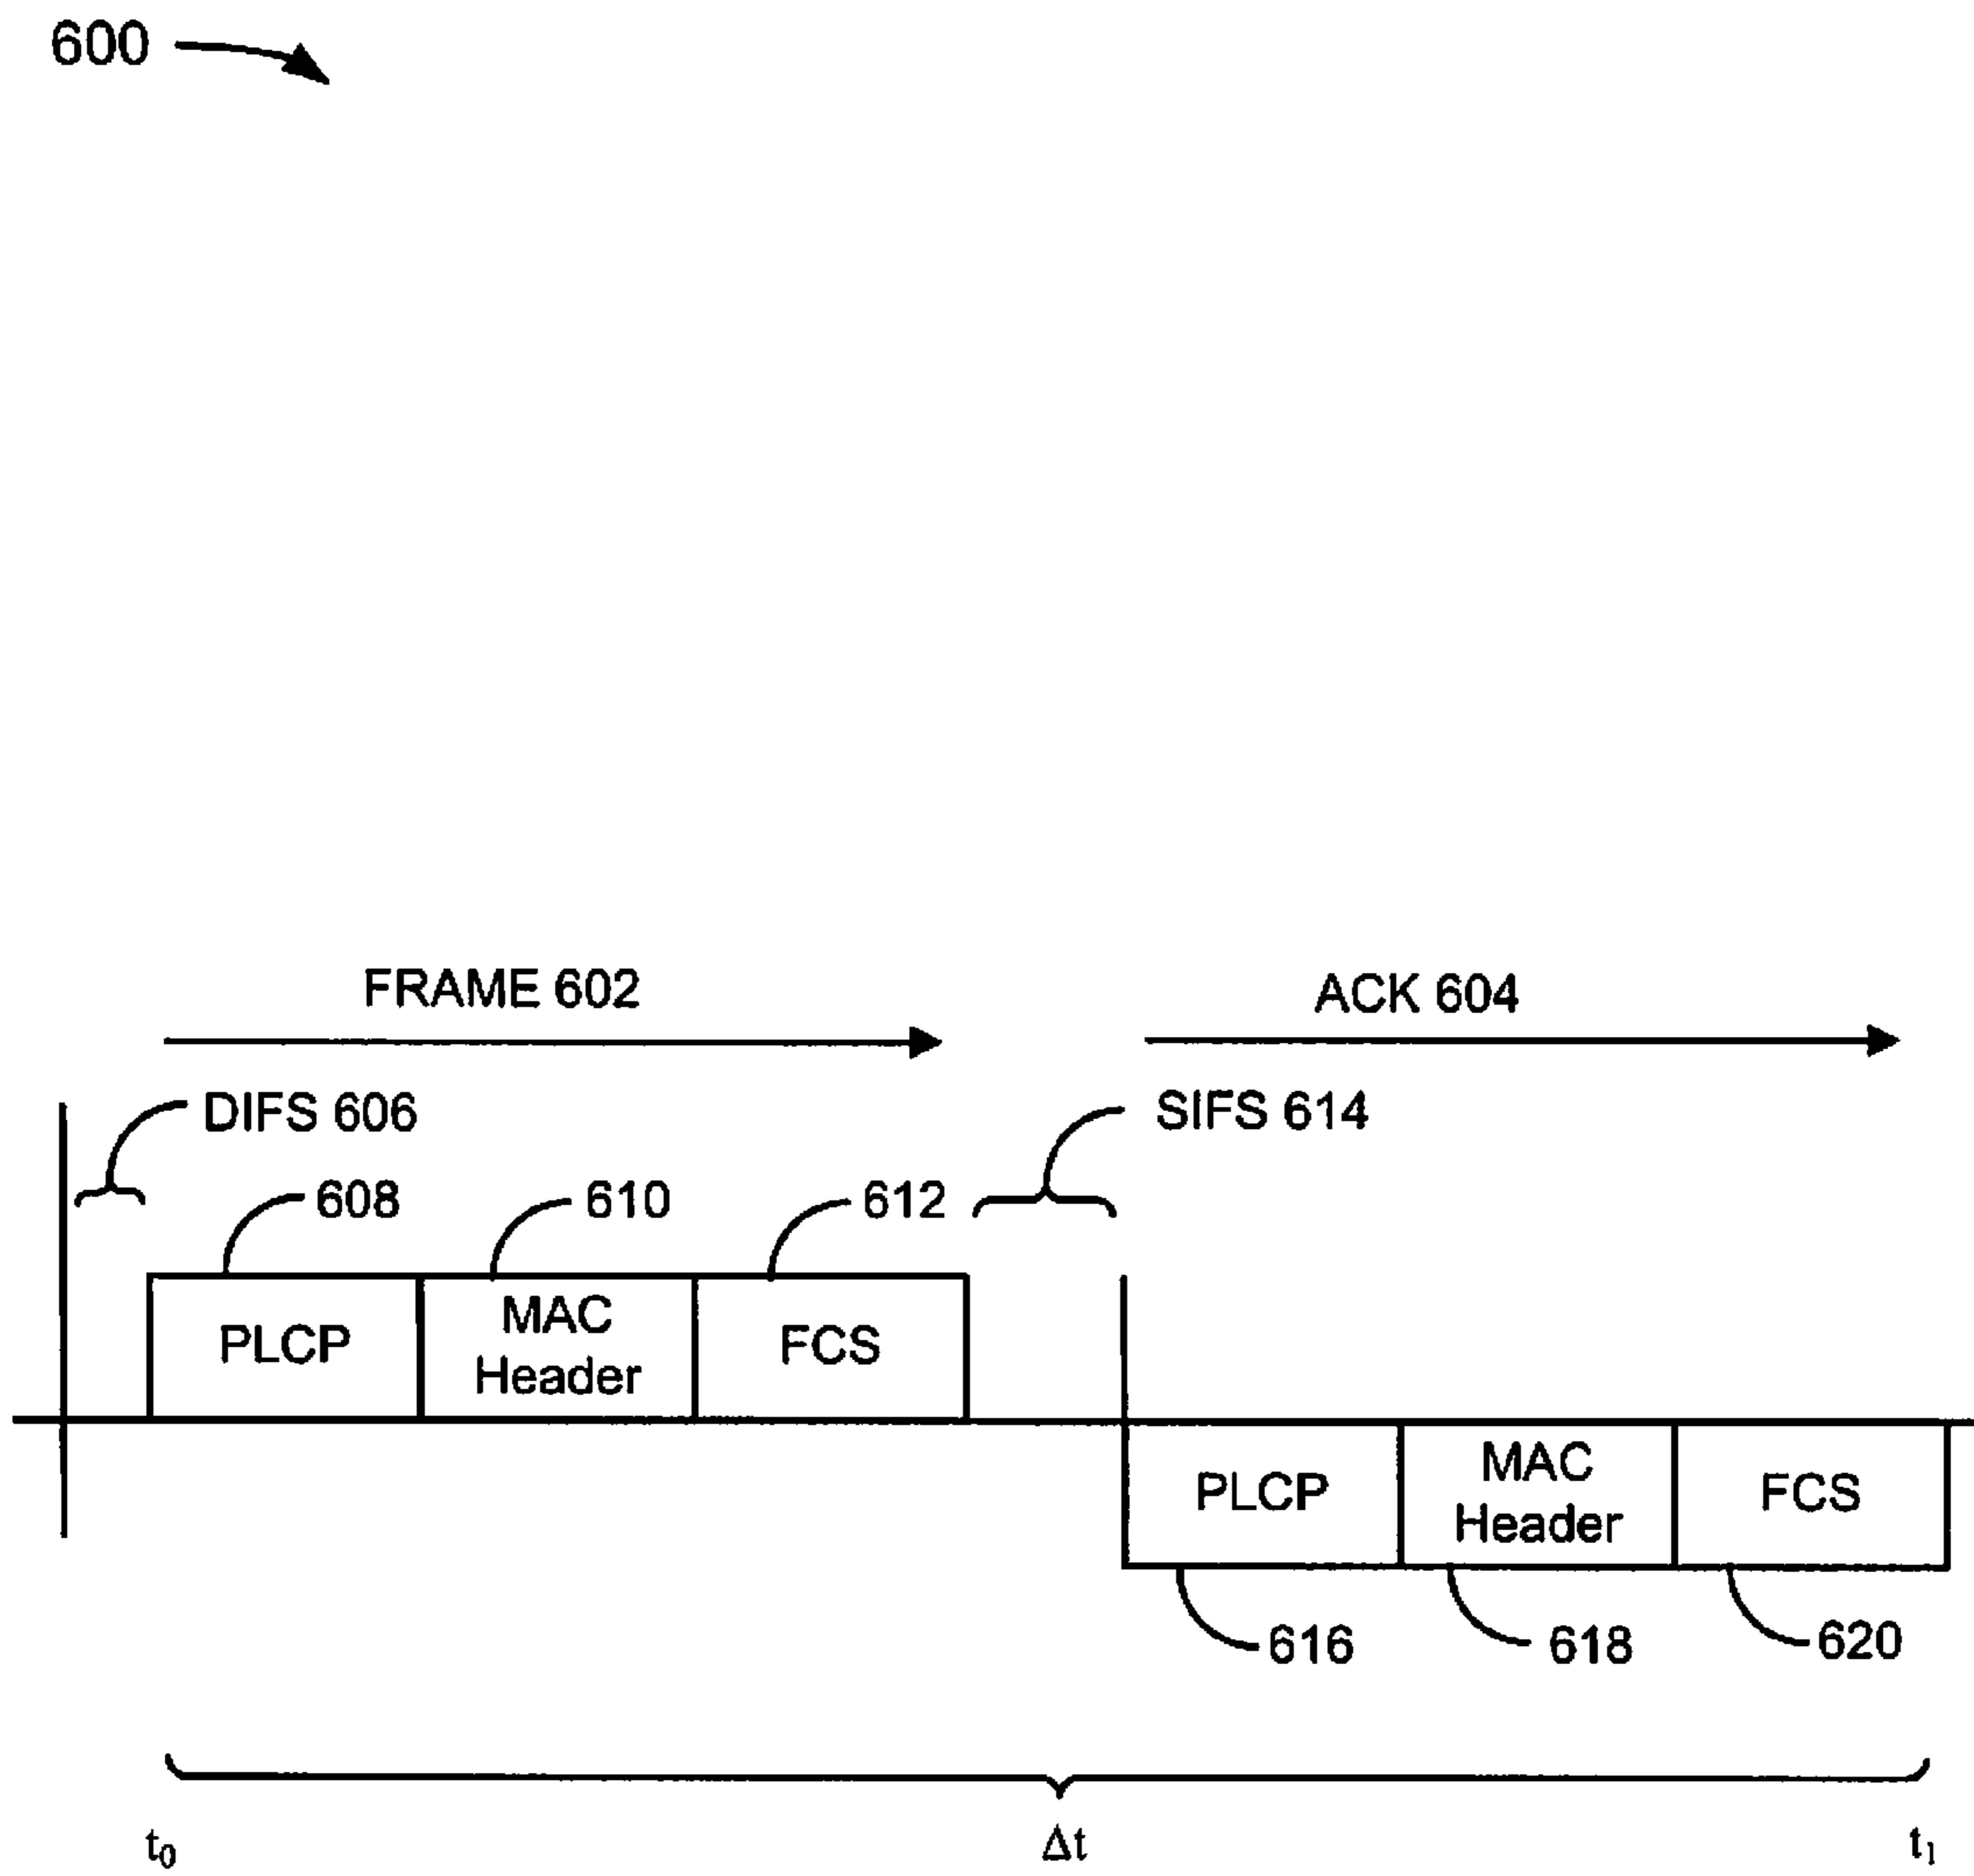 600
FRAME 602
ACK 604
DIFS 606
SIFS 614
608
610
612
PLCP
MAC
Header
FCS
PLCP
MAC
Header
FCS
616
618
620
t₀
Δt
t₁